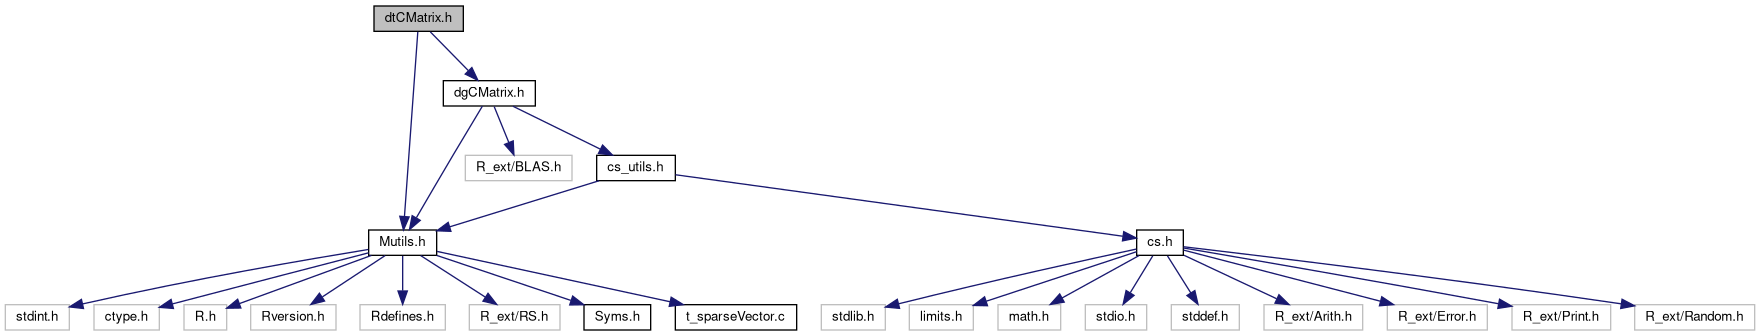 dtCMatrix.h
dgCMatrix.h
R_ext/BLAS.h
cs_utils.h
Mutils.h
cs.h
stdint.h
ctype.h
R.h
Rversion.h
Rdefines.h
R_ext/RS.h
Syms.h
t_sparseVector.c
stdlib.h
limits.h
math.h
stdio.h
stddef.h
R_ext/Arith.h
R_ext/Error.h
R_ext/Print.h
R_ext/Random.h